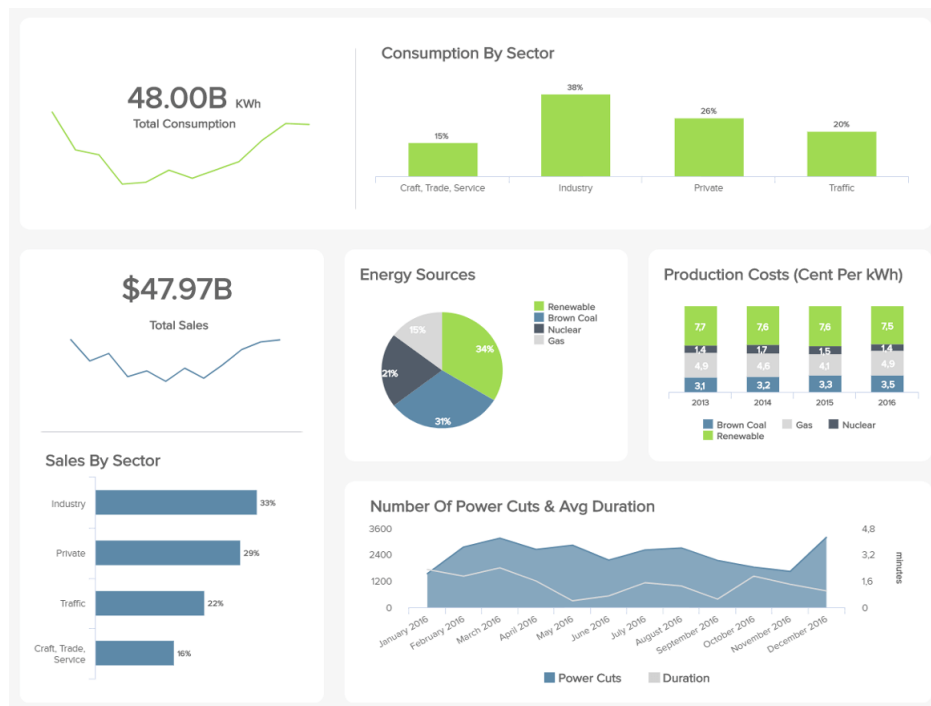 48.00B KWh
Total Consumption
Consumption By Sector
15%
38%
26%
20%
Craft, Trade, Service
Industry
Private
Traffic
$47.97B
Total Sales
Sales By Sector
Industry
33%
Private
29%
Traffic
22%
Craft, Trade,
Service
16%
Energy Sources
15%
34%
21%
31%
Renewable
Brown Coal
Nuclear
Gas
Production Costs (Cent Per kWh)
7,7
7,6
7,6
7,5
1,4
1,7
1,5
1,4
4,9
4,6
4,1
4,9
3,1
3,2
3,3
3,5
2013
2014
2015
2016
Brown Coal
Gas
Nuclear
Renewable
Number Of Power Cuts & Avg Duration
3600
2400
1200
0
4,8
3,2
1,6
0
minutes
January 2016
February 2016
March 2016
April 2016
May 2016
June 2016
July 2016
August 2016
September 2016
October 2016
November 2016
December 2016
Power Cuts
Duration